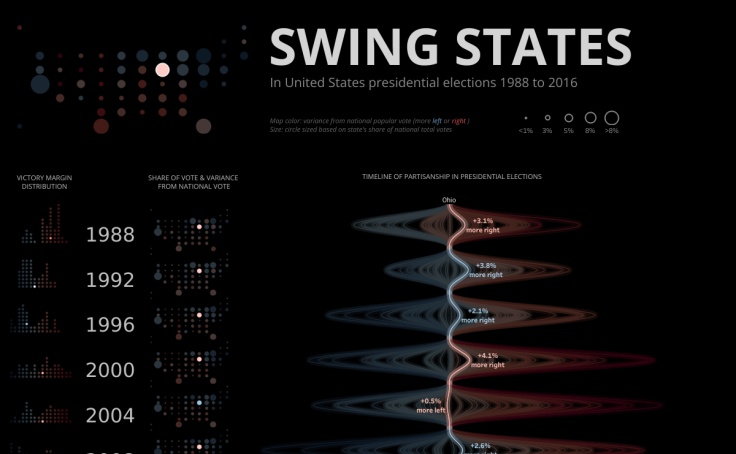 SWING STATES
In United States presidential elections 1988 to 2016
Map color: variance from national popular vote (more left or right )
Size: circle sized based on state's share of national total votes
<1% 3% 5% 8% >8%
VICTORY MARGIN
DISTRIBUTION
SHARE OF VOTE & VARIANCE
FROM NATIONAL VOTE
TIMELINE OF PARTISANSHIP IN PRESIDENTIAL ELECTIONS
Ohio
1988
+3.1%
more right
1992
+3.8%
more right
1996
+2.1%
more right
2000
+4.1%
more right
2004
+0.5%
more left
+2.6%